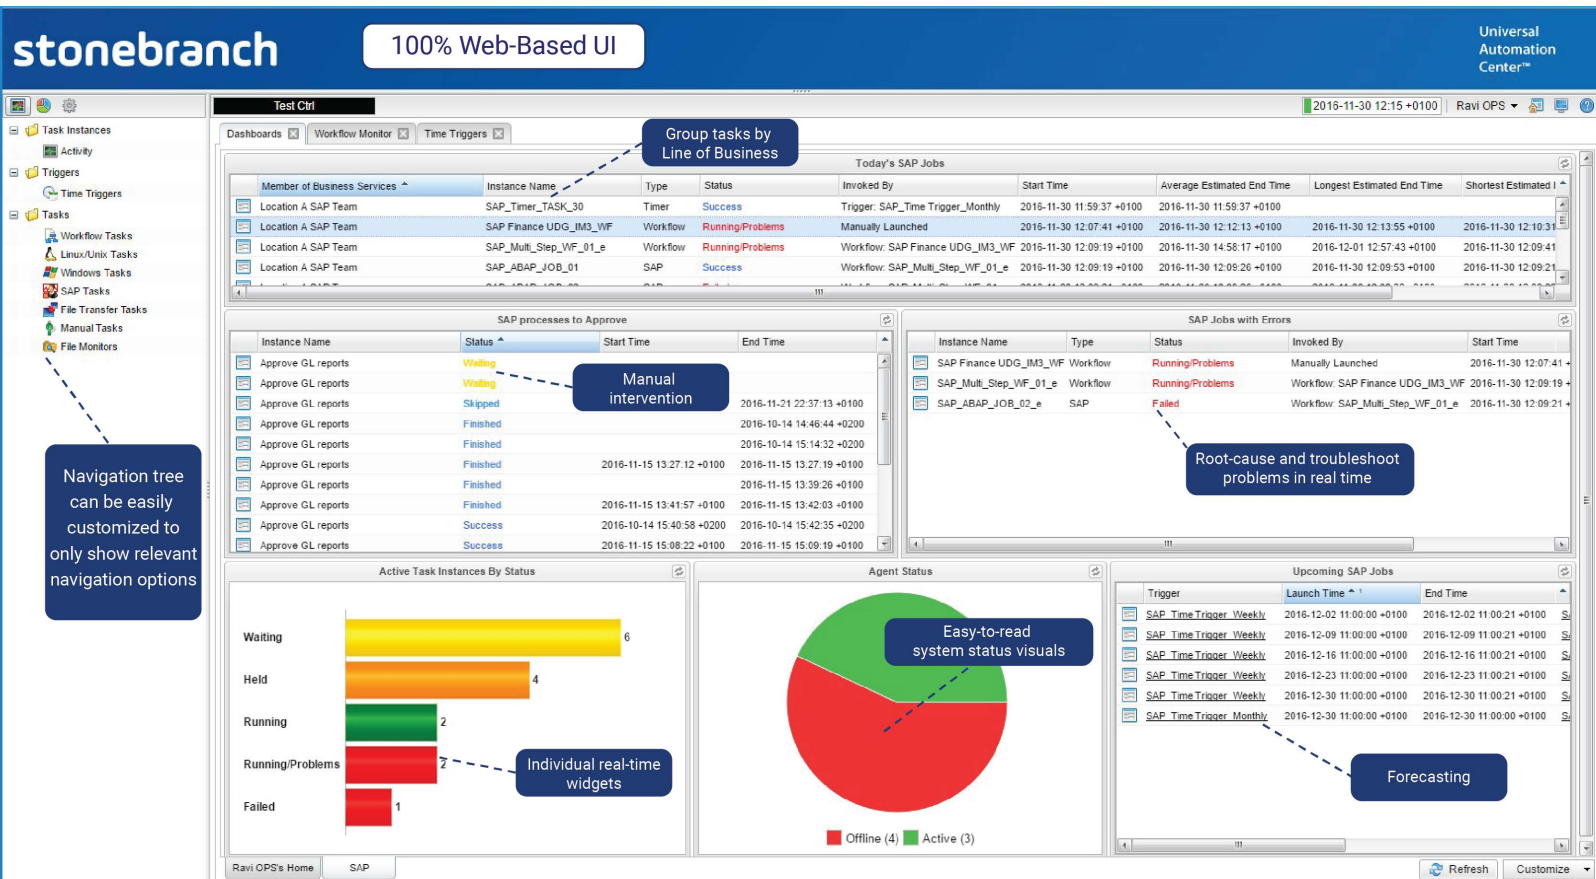 stonebranch
100% Web-Based UI
Universal
Automation
Center™
Test Ctrl
2016-11-30 12:15 +0100
Ravi OPS
Task Instances
Activity
Triggers
Time Triggers
Tasks
Workflow Tasks
Linux/Unix Tasks
Windows Tasks
SAP Tasks
File Transfer Tasks
Manual Tasks
File Monitors
Navigation tree
can be easily
customized to
only show relevant
navigation options
Dashboards Workflow Monitor Time Triggers
Group tasks by
Line of Business
Today's SAP Jobs
Member of Business Services Instance Name Type Status Invoked By Start Time Average Estimated End Time Longest Estimated End Time Shortest Estimated
Location A SAP Team SAP_Timer_TASK_30 Timer Success Trigger: SAP_Time Trigger_Monthly 2016-11-30 11:59:37 +0100 2016-11-30 11:59:37 +0100
Location A SAP Team SAP Finance UDG_IM3_WF Workflow Running/Problems Manually Launched 2016-11-30 12:07:41 +0100 2016-11-30 12:12:13 +0100 2016-11-30 12:13:55 +0100 2016-11-30 12:10:31
Location A SAP Team SAP_Multi_Step_WF_01_e Workflow Running/Problems Workflow: SAP Finance UDG_IM3_WF 2016-11-30 12:09:19 +0100 2016-11-30 14:58:17 +0100 2016-12-01 12:57:43 +0100 2016-11-30 12:09:41
Location A SAP Team SAP_ABAP_JOB_01 SAP Success Workflow: SAP_Multi_Step_WF_01_e 2016-11-30 12:09:19 +0100 2016-11-30 12:09:26 +0100 2016-11-30 12:09:53 +0100 2016-11-30 12:09:21
SAP processes to Approve
Instance Name Status Start Time End Time
Approve GL reports Waiting
Approve GL reports Waiting
Approve GL reports Skipped 2016-11-21 22:37:13 +0100
Approve GL reports Finished 2016-10-14 14:46:44 +0200
Approve GL reports Finished 2016-10-14 15:14:32 +0200
Approve GL reports Finished 2016-11-15 13:27:12 +0100 2016-11-15 13:27:19 +0100
Approve GL reports Finished 2016-11-15 13:39:26 +0100
Approve GL reports Finished 2016-11-15 13:41:57 +0100 2016-11-15 13:42:03 +0100
Approve GL reports Success 2016-10-14 15:40:58 +0200 2016-10-14 15:42:35 +0200
Approve GL reports Success 2016-11-15 15:08:22 +0100 2016-11-15 15:09:19 +0100
Manual
intervention
SAP Jobs with Errors
Instance Name Type Status Invoked By Start Time
SAP Finance UDG_IM3_WF Workflow Running/Problems Manually Launched 2016-11-30 12:07:41 +
SAP_Multi_Step_WF_01_e Workflow Running/Problems Workflow: SAP Finance UDG_IM3_WF 2016-11-30 12:09:19 +
SAP_ABAP_JOB_02_e SAP Failed Workflow: SAP_Multi_Step_WF_01_e 2016-11-30 12:09:21 +
Root-cause and troubleshoot
problems in real time
Active Task Instances By Status
Waiting 6
Held 4
Running 2
Running/Problems 2
Failed 1
Individual real-time
widgets
Agent Status
Easy-to-read
system status visuals
Offline (4) Active (3)
Upcoming SAP Jobs
Trigger Launch Time 1 End Time
SAP_Time Trigger_Weekly 2016-12-02 11:00:00 +0100 2016-12-02 11:00:21 +0100
SAP_Time Trigger_Weekly 2016-12-09 11:00:00 +0100 2016-12-09 11:00:21 +0100
SAP_Time Trigger_Weekly 2016-12-16 11:00:00 +0100 2016-12-16 11:00:21 +0100
SAP_Time Trigger_Weekly 2016-12-23 11:00:00 +0100 2016-12-23 11:00:21 +0100
SAP_Time Trigger_Weekly 2016-12-30 11:00:00 +0100 2016-12-30 11:00:21 +0100
SAP_Time Trigger_Monthly 2016-12-30 11:00:00 +0100 2016-12-30 11:00:00 +0100
Forecasting
Ravi OPS's Home SAP
Refresh Customize